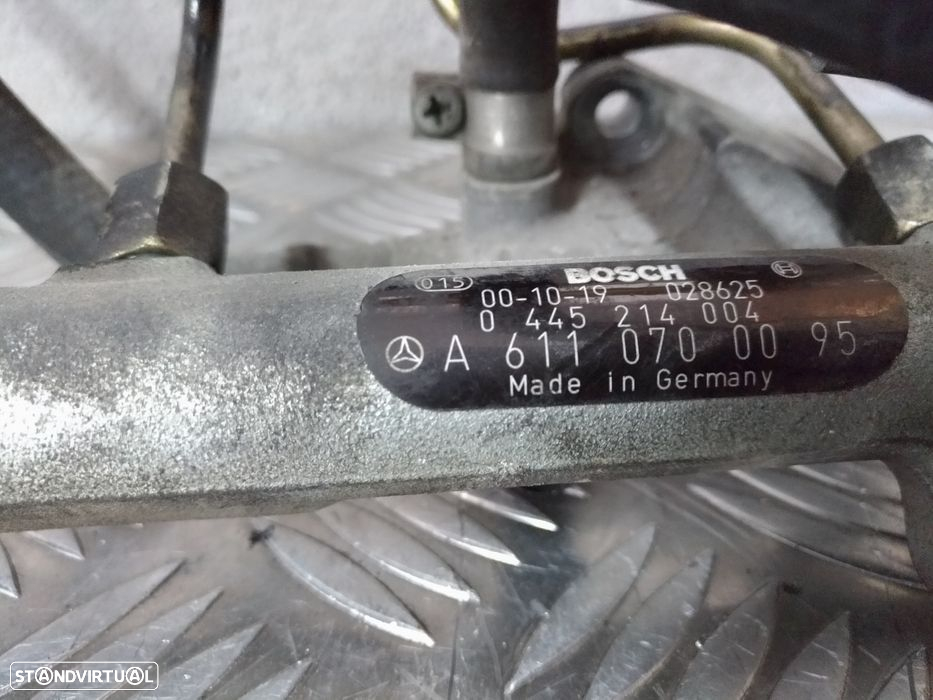 015 BOSCH
00-10-19 028625
0 445 214 004
A 611 070 00 95
Made in Germany
STANDVIRTUAL